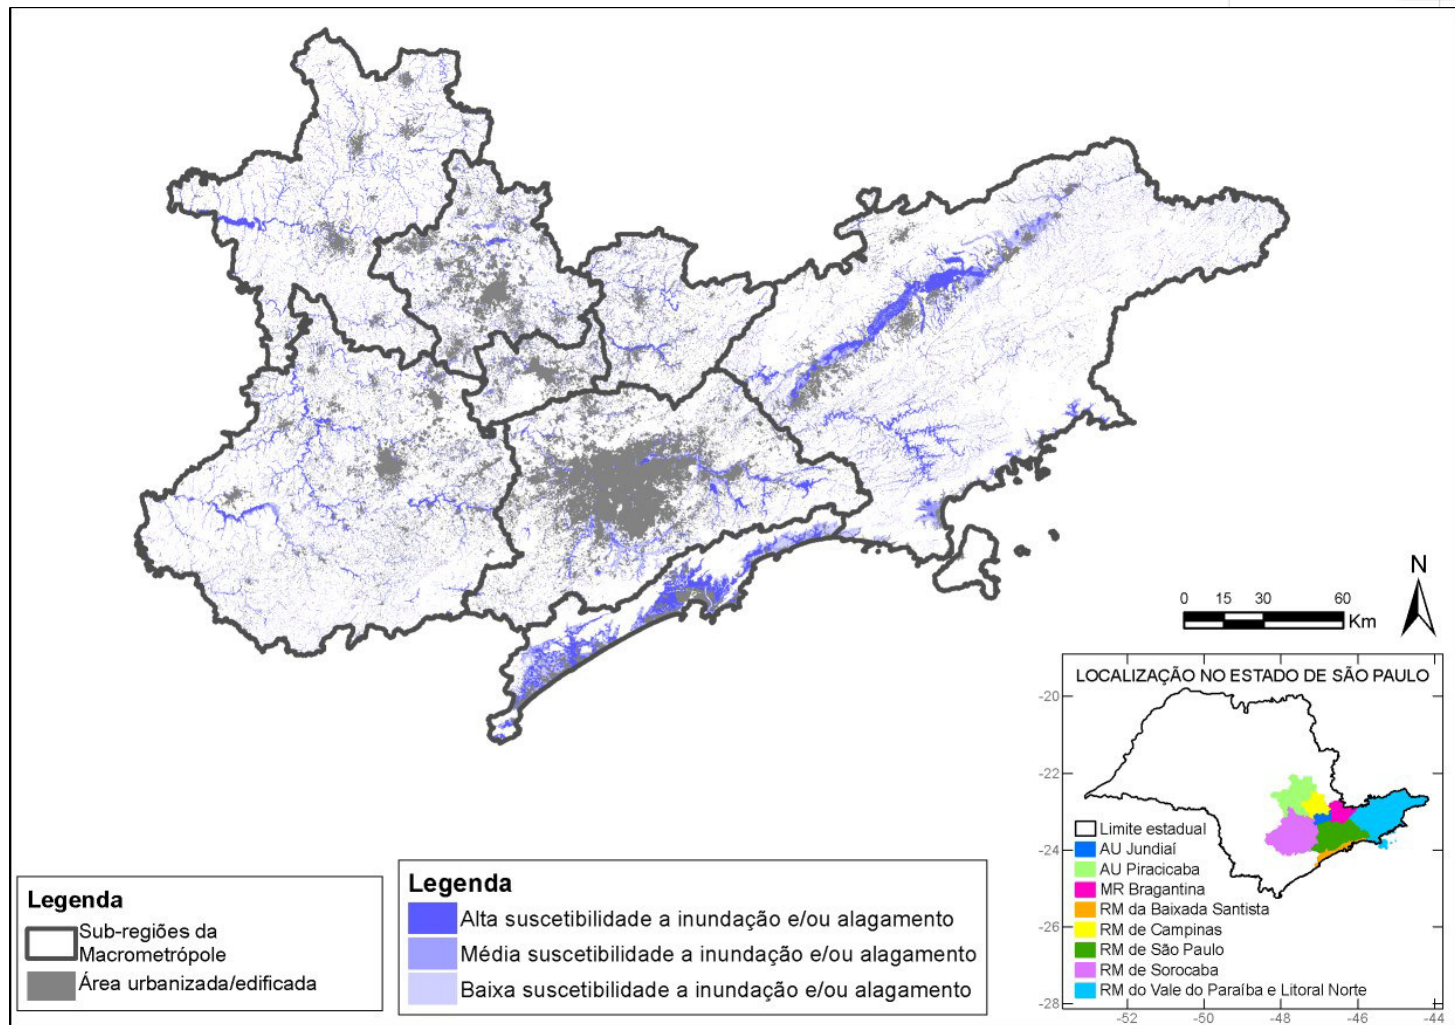 N
0 15 30 60
Km
Legenda
Sub-regiões da
Macrometrópole
Área urbanizada/edificada
Legenda
Alta suscetibilidade a inundação e/ou alagamento
Média suscetibilidade a inundação e/ou alagamento
Baixa suscetibilidade a inundação e/ou alagamento
LOCALIZAÇÃO NO ESTADO DE SÃO PAULO
-20
-22
-24
-26
-28
Limite estadual
AU Jundiaí
AU Piracicaba
MR Bragantina
RM da Baixada Santista
RM de Campinas
RM de São Paulo
RM de Sorocaba
RM do Vale do Paraíba e Litoral Norte
-52 -50 -48 -46 -44